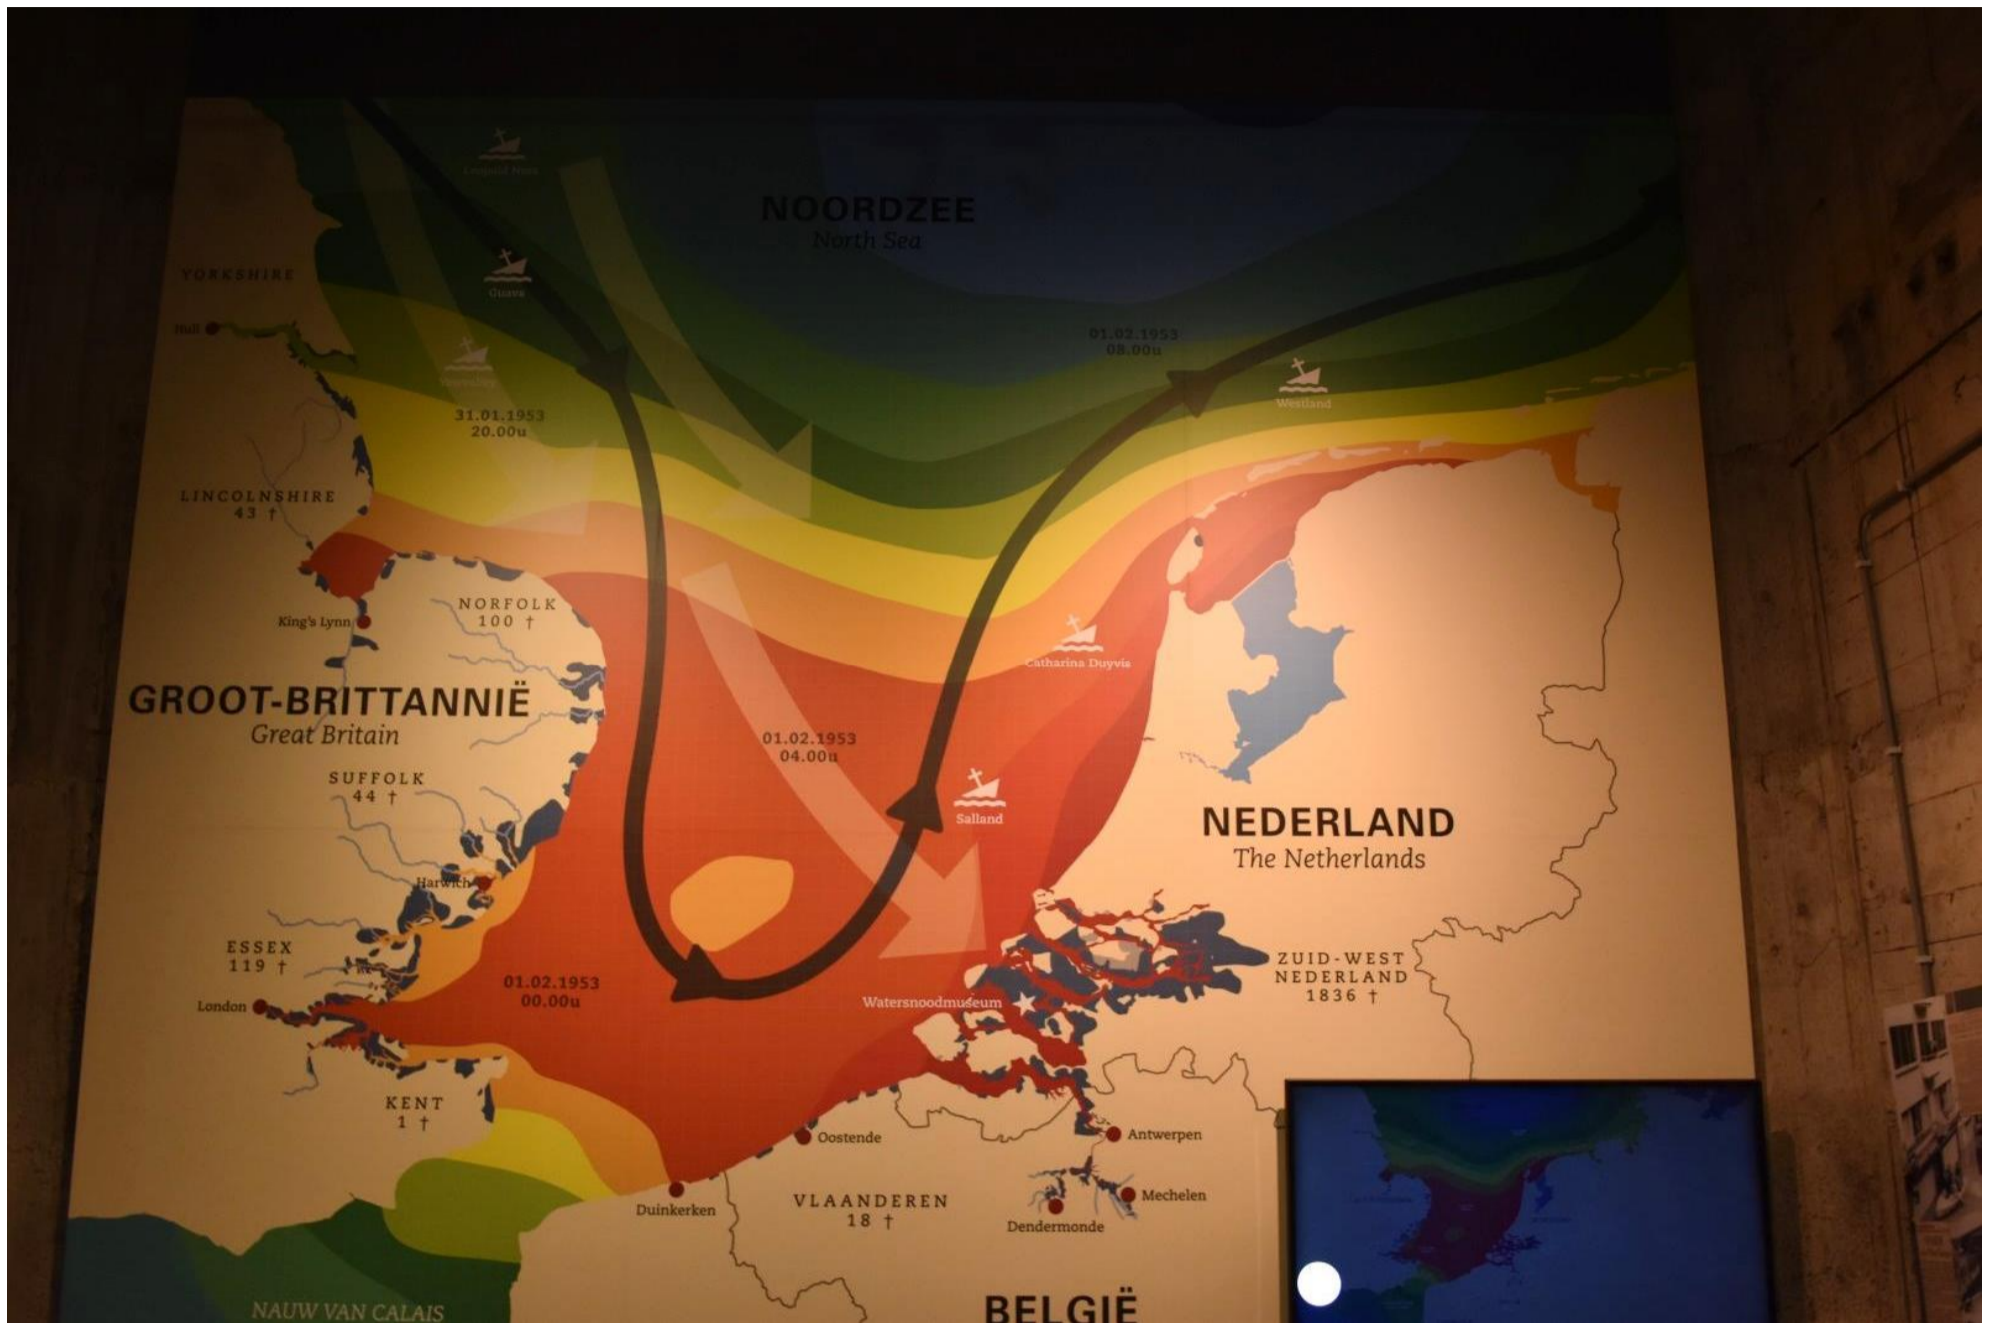 NOORDZEE
North Sea
Guava
YORKSHIRE
Hull
01.02.1953
08.00u
Westland
31.01.1953
20.00u
LINCOLNSHIRE
43 †
NORFOLK
100 †
King's Lynn
Catharina Duyvis
GROOT-BRITTANNIË
Great Britain
01.02.1953
04.00u
SUFFOLK
44 †
Salland
NEDERLAND
The Netherlands
Harwich
ESSEX
119 †
ZUID-WEST
NEDERLAND
1836 †
01.02.1953
00.00u
London
Watersnoodmuseum
KENT
1 †
Oostende
Antwerpen
VLAANDEREN
18 †
Mechelen
Duinkerken
Dendermonde
NAUW VAN CALAIS
BELGIË